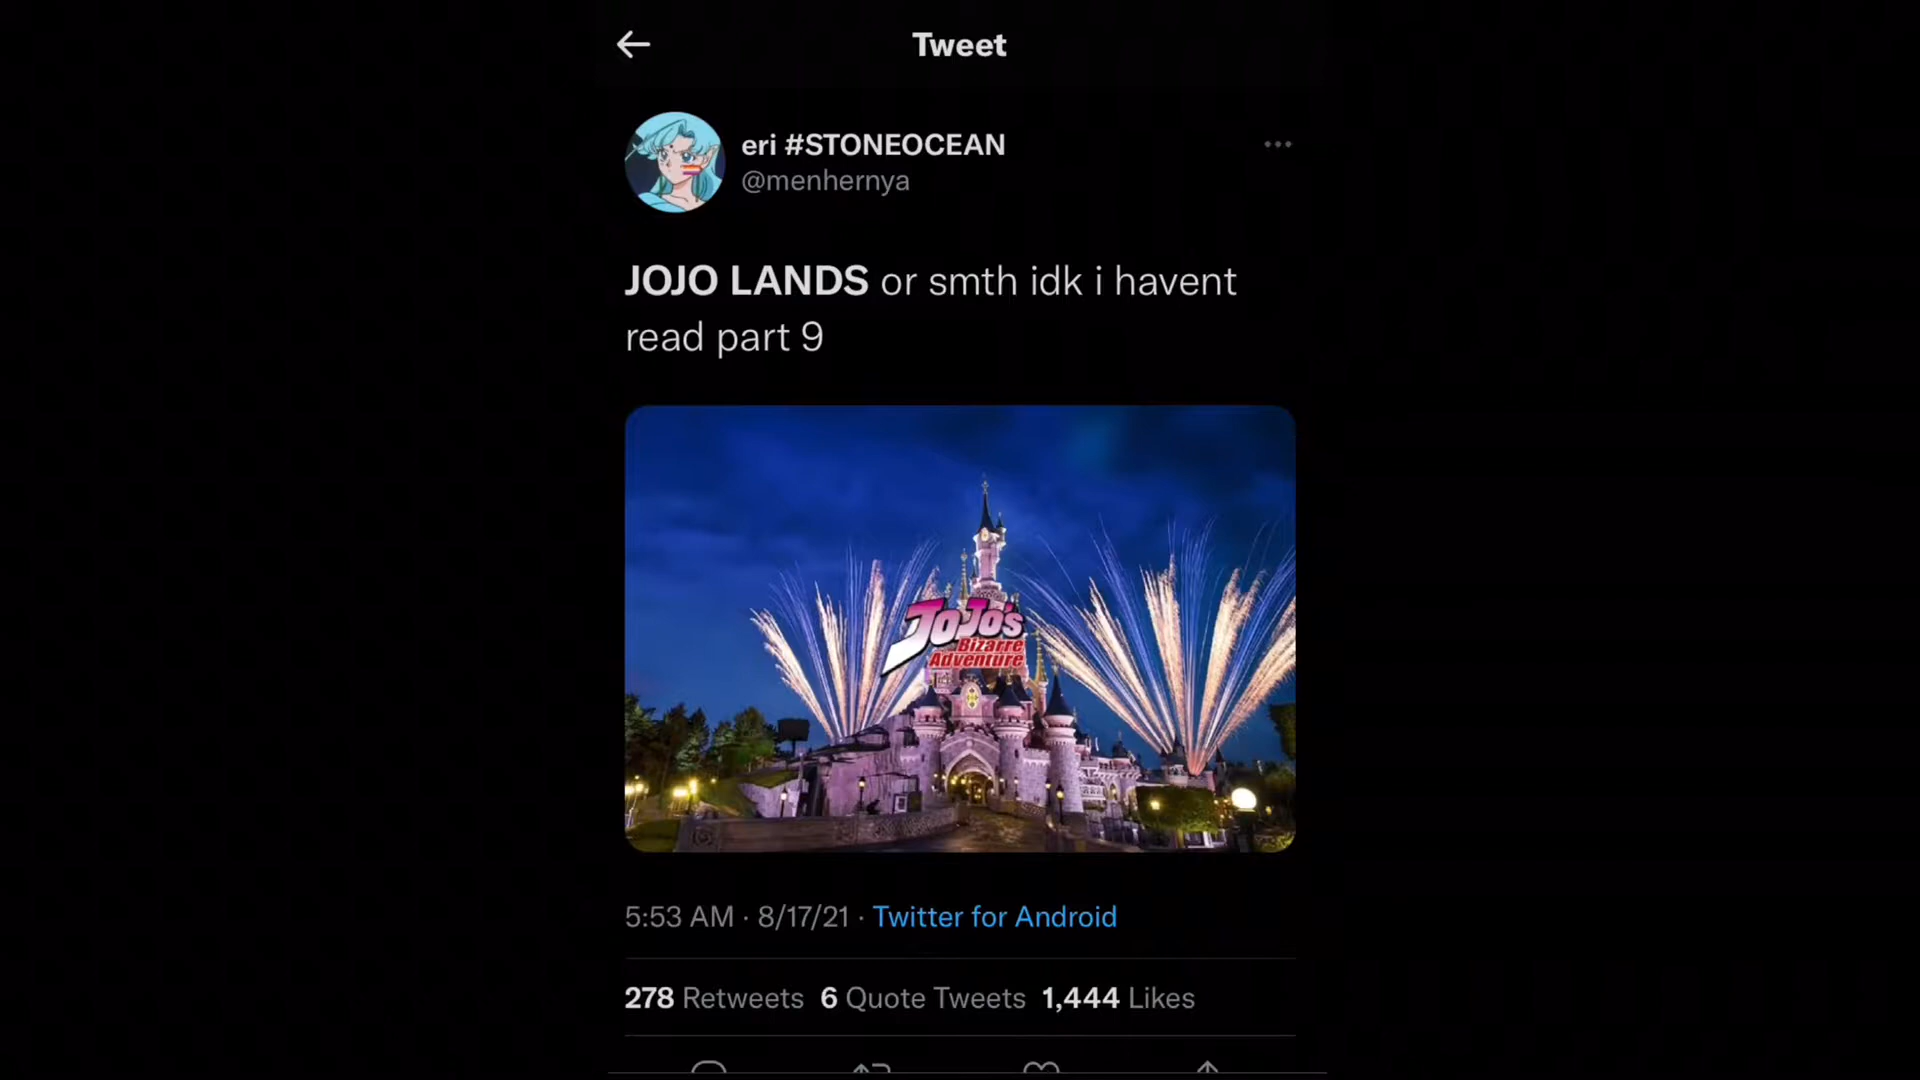 Tweet
eri #STONEOCEAN
@menhernya
JOJO LANDS or smth idk i havent
read part 9
JoJo's
Bizarre
Adventure
5:53 AM · 8/17/21 · Twitter for Android
278 Retweets 6 Quote Tweets 1,444 Likes